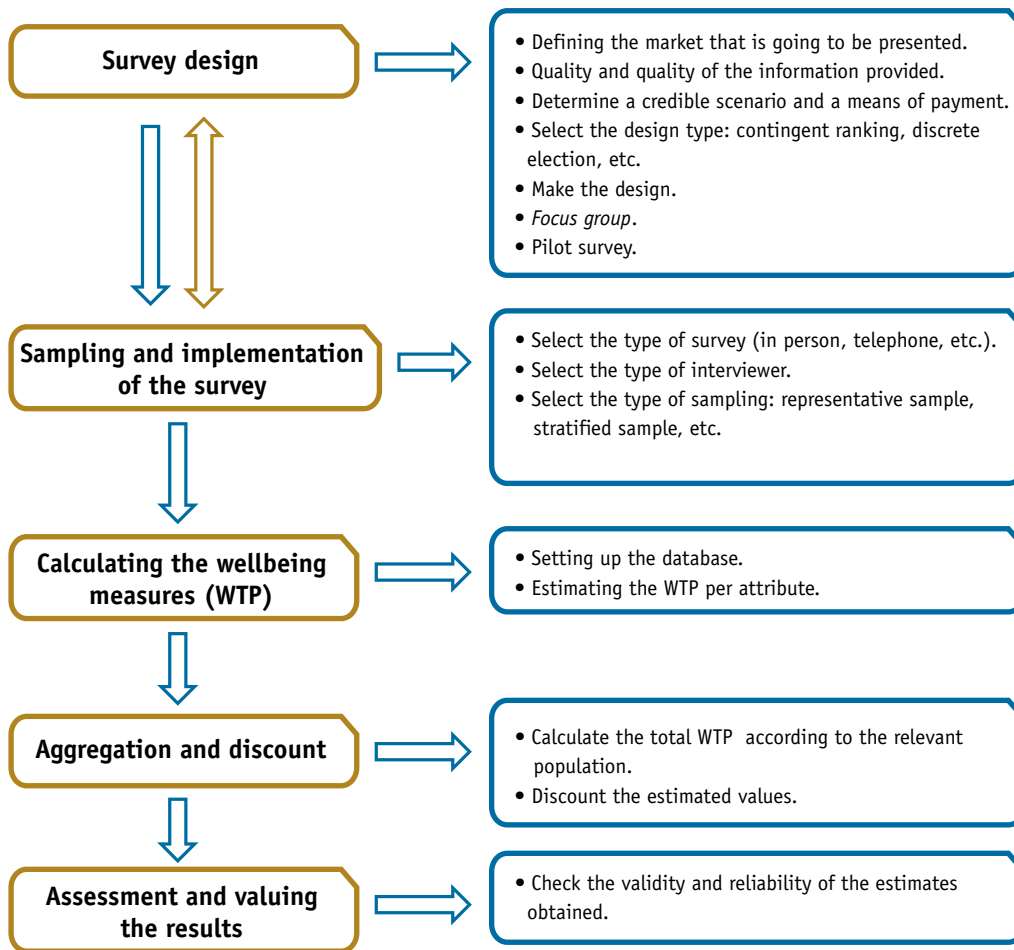 Survey design
• Defining the market that is going to be presented.
• Quality and quality of the information provided.
• Determine a credible scenario and a means of payment.
• Select the design type: contingent ranking, discrete
election, etc.
• Make the design.
• Focus group.
• Pilot survey.
Sampling and implementation
of the survey
• Select the type of survey (in person, telephone, etc.).
• Select the type of interviewer.
• Select the type of sampling: representative sample,
stratified sample, etc.
Calculating the wellbeing
measures (WTP)
• Setting up the database.
• Estimating the WTP per attribute.
Aggregation and discount
• Calculate the total WTP according to the relevant
population.
• Discount the estimated values.
Assessment and valuing
the results
• Check the validity and reliability of the estimates
obtained.